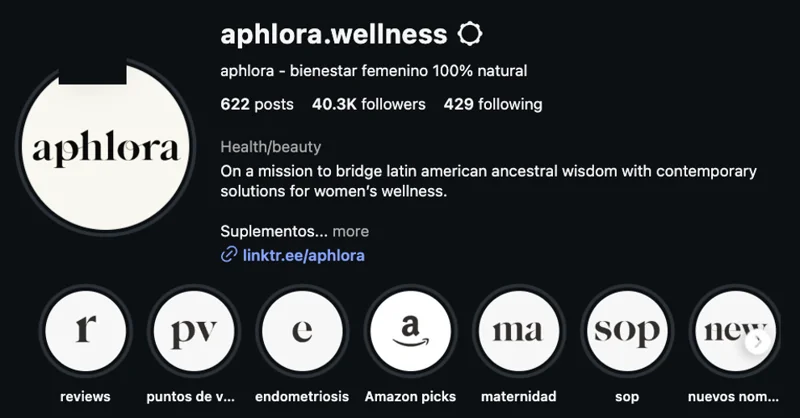 aphlora.wellness
aphlora - bienestar femenino 100% natural
622 posts 40.3K followers 429 following
aphlora
Health/beauty
On a mission to bridge latin american ancestral wisdom with contemporary
solutions for women's wellness.
Suplementos... more
linktr.ee/aphlora
r pv e a ma sop new
reviews puntos de v... endometriosis Amazon picks maternidad sop nuevos nom...